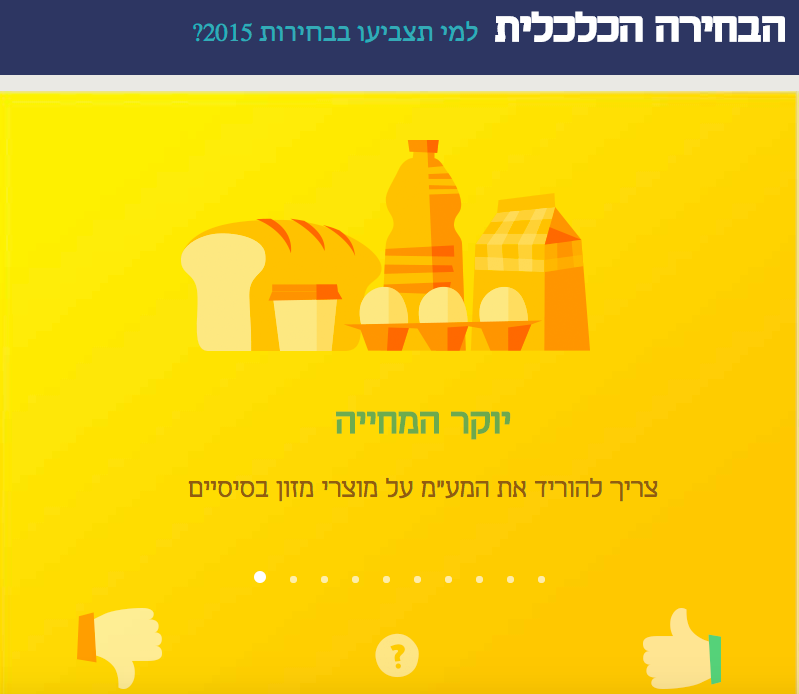 הבחירה הכלכלית למי תצביעו בבחירות 2015?
יוקר המחייה
צריך להוריד את המע"מ על מוצרי מזון בסיסיים
?